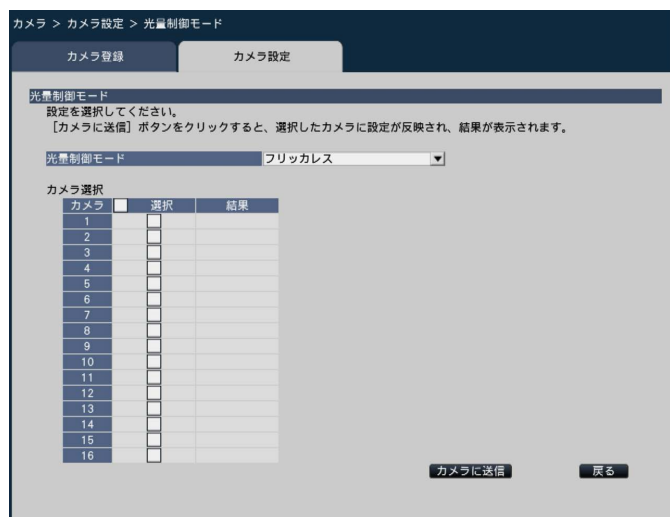 カメラ > カメラ設定 > 光量制御モード
カメラ登録 カメラ設定
光量制御モード
設定を選択してください。
［カメラに送信］ボタンをクリックすると、選択したカメラに設定が反映され、結果が表示されます。
光量制御モード フリッカレス
カメラ選択
カメラ 選択 結果
1
2
3
4
5
6
7
8
9
10
11
12
13
14
15
16
カメラに送信 戻る